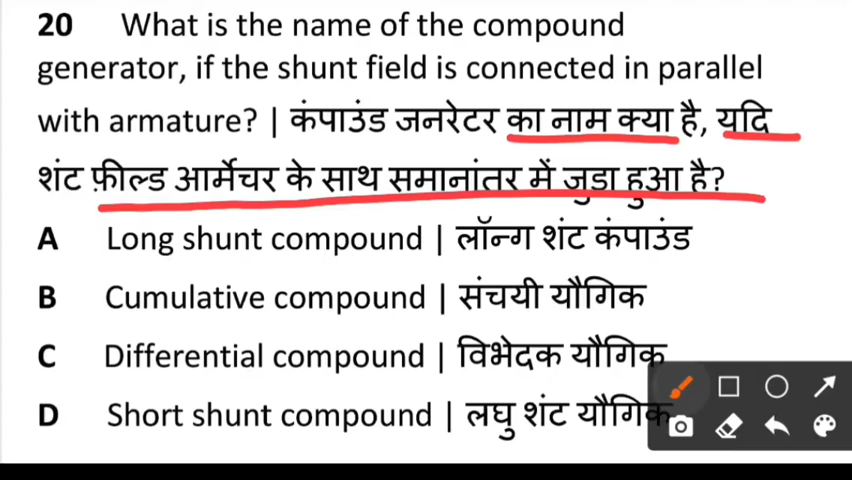 20 What is the name of the compound
generator, if the shunt field is connected in parallel
with armature? | कंपाउंड जनरेटर का नाम क्या है, यदि
शंट फ़ील्ड आर्मेचर के साथ समानांतर में जुडा हुआ है?
A Long shunt compound | लॉन्ग शंट कंपाउंड
B Cumulative compound | संचयी यौगिक
C Differential compound | विभेदक यौगिक
D Short shunt compound | लघु शंट यौगिक